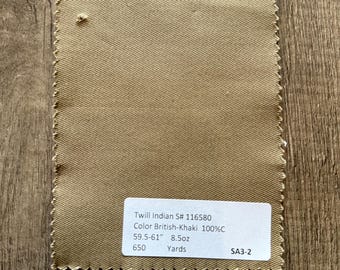 Twill Indian S# 116580
Color British-Khaki 100%C
59.5-61" 8.5oz
650 Yards SA3-2